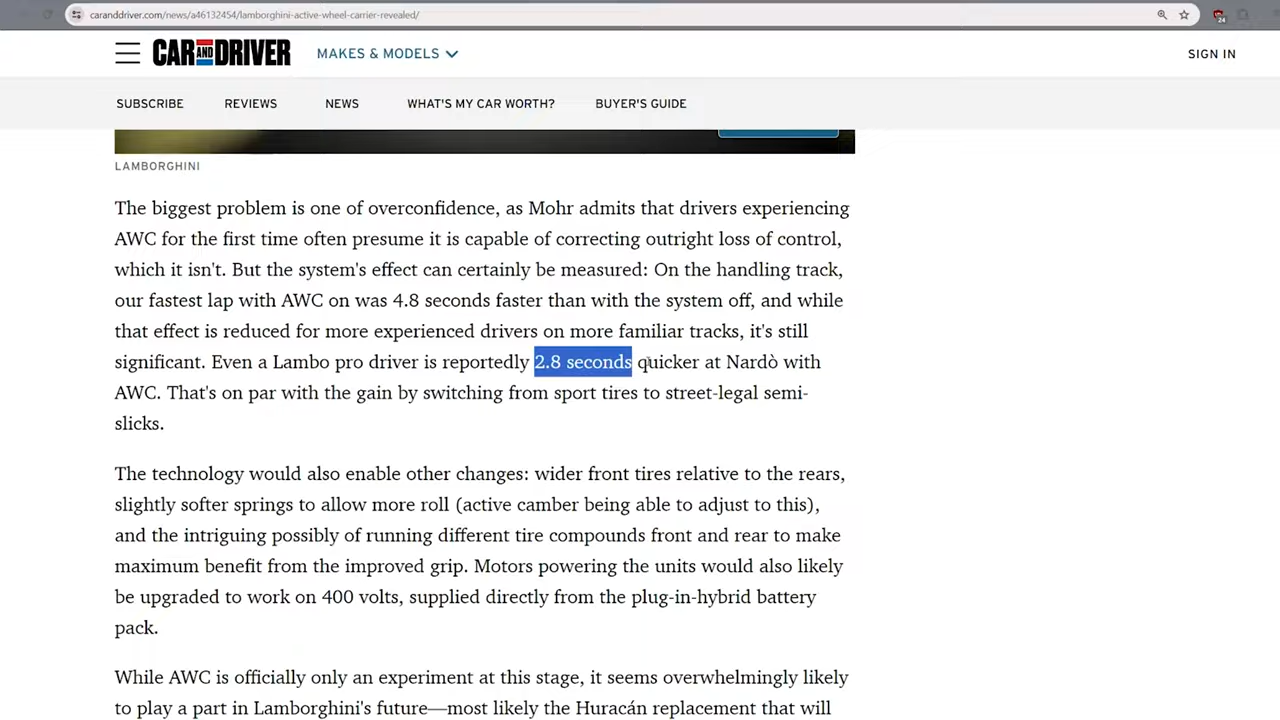 caranddriver.com/news/a46132454/lamborghini-active-wheel-carrier-revealed/
24
CAR AND DRIVER
MAKES & MODELS
SIGN IN
SUBSCRIBE
REVIEWS
NEWS
WHAT'S MY CAR WORTH?
BUYER'S GUIDE
LAMBORGHINI
The biggest problem is one of overconfidence, as Mohr admits that drivers experiencing
AWC for the first time often presume it is capable of correcting outright loss of control,
which it isn't. But the system's effect can certainly be measured: On the handling track,
our fastest lap with AWC on was 4.8 seconds faster than with the system off, and while
that effect is reduced for more experienced drivers on more familiar tracks, it's still
significant. Even a Lambo pro driver is reportedly 2.8 seconds quicker at Nardò with
AWC. That's on par with the gain by switching from sport tires to street-legal semi-
slicks.
The technology would also enable other changes: wider front tires relative to the rears,
slightly softer springs to allow more roll (active camber being able to adjust to this),
and the intriguing possibly of running different tire compounds front and rear to make
maximum benefit from the improved grip. Motors powering the units would also likely
be upgraded to work on 400 volts, supplied directly from the plug-in-hybrid battery
pack.
While AWC is officially only an experiment at this stage, it seems overwhelmingly likely
to play a part in Lamborghini's future—most likely the Huracán replacement that will